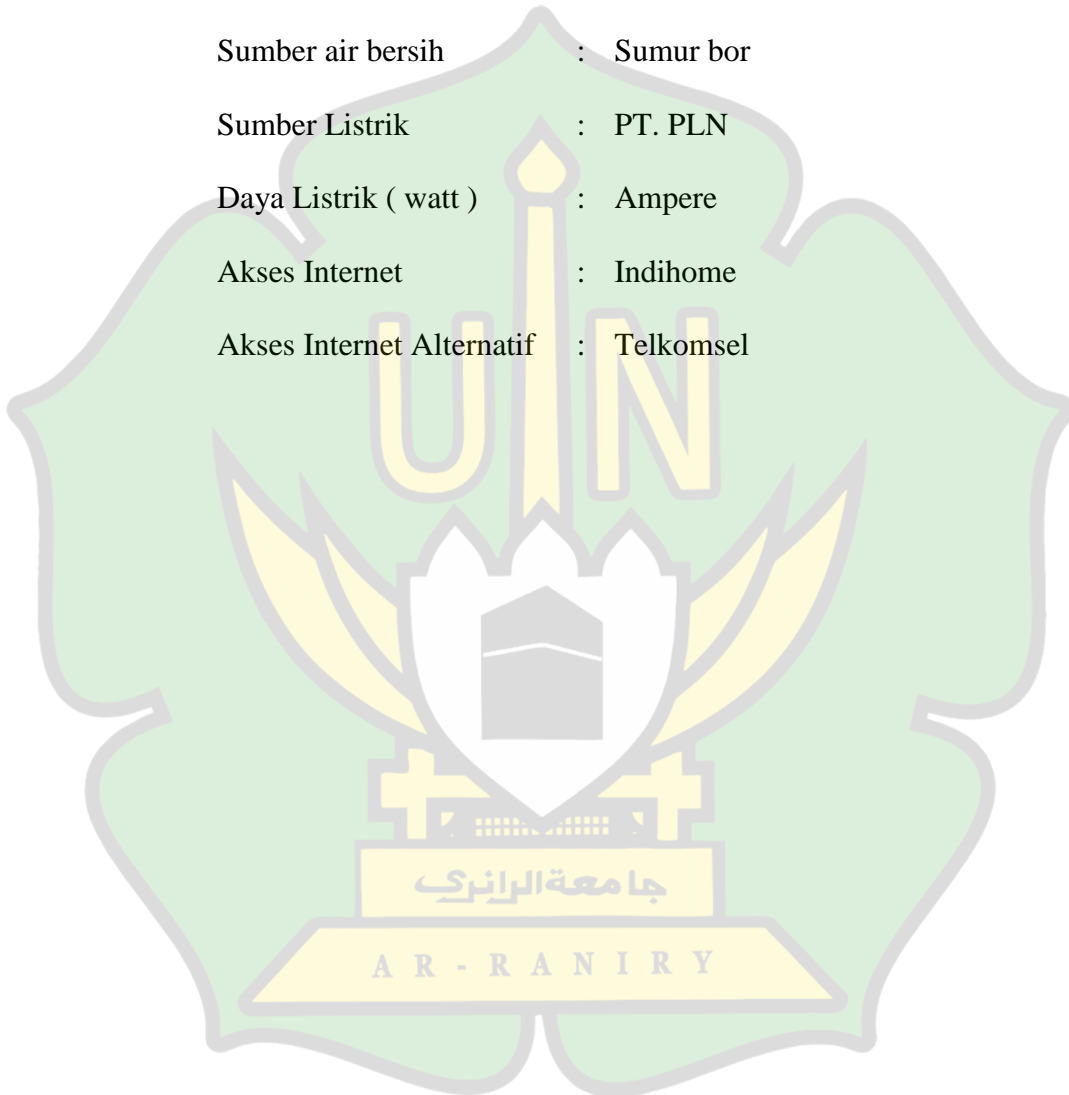 Sumber air bersih : Sumur bor
Sumber Listrik : PT. PLN
Daya Listrik ( watt ) : Ampere
Akses Internet : Indihome
Akses Internet Alternatif : Telkomsel
UIN
جامعة الرانري
AR-RANIRY